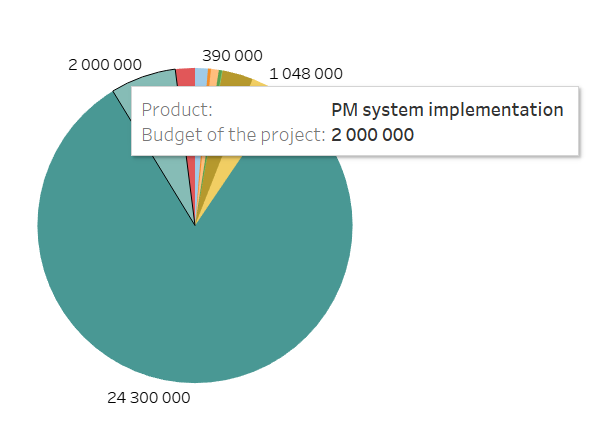 390 000
2 000 000
1 048 000
Product: PM system implementation
Budget of the project: 2 000 000
24 300 000